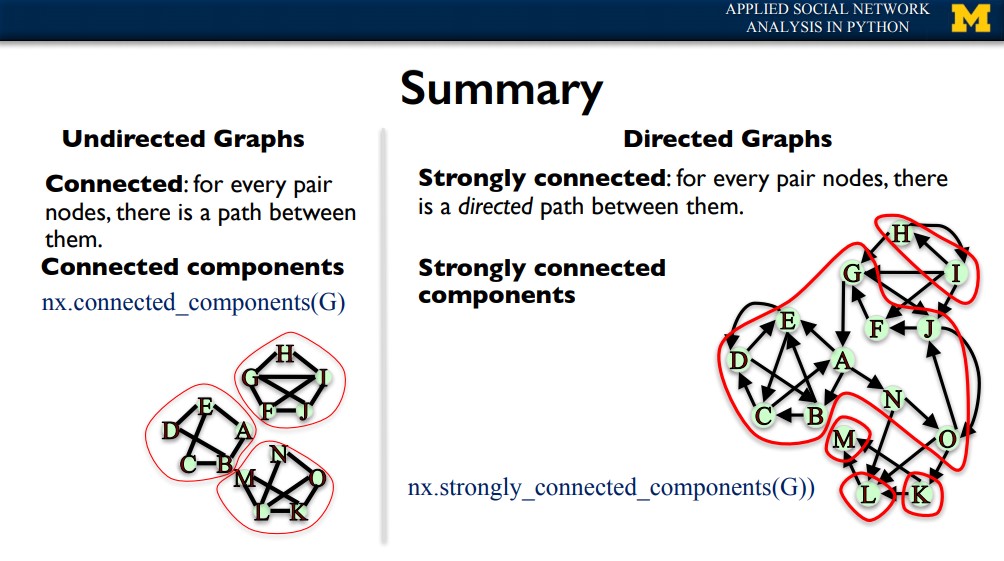 APPLIED SOCIAL NETWORK
ANALYSIS IN PYTHON
M
Summary
Undirected Graphs
Connected: for every pair
nodes, there is a path between
them.
Connected components
nx.connected_components(G)
H
G
I
F
J
E
D
A
C
B
N
M
O
L
K
Directed Graphs
Strongly connected: for every pair nodes, there
is a directed path between them.
Strongly connected
components
H
G
I
F
J
E
D
A
C
B
N
M
O
L
K
nx.strongly_connected_components(G))